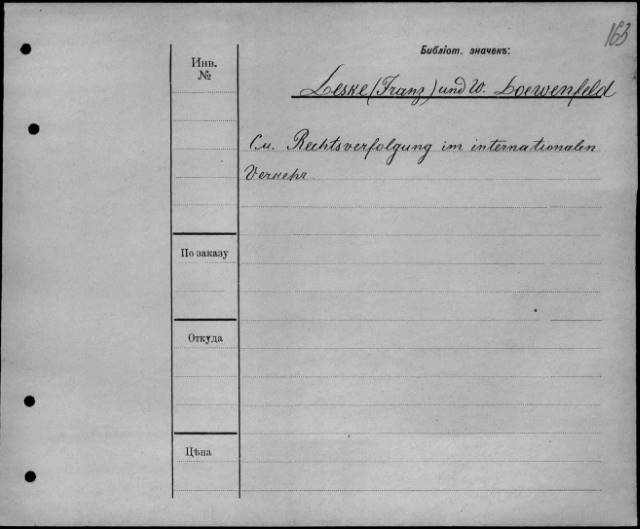 163
Библіот. значекъ:
Инв.
№
Leske (Franz) und W. Loewenfeld
См. Rechtsverfolgung im internationalen
Verkehr
По заказу
Откуда
Цѣна